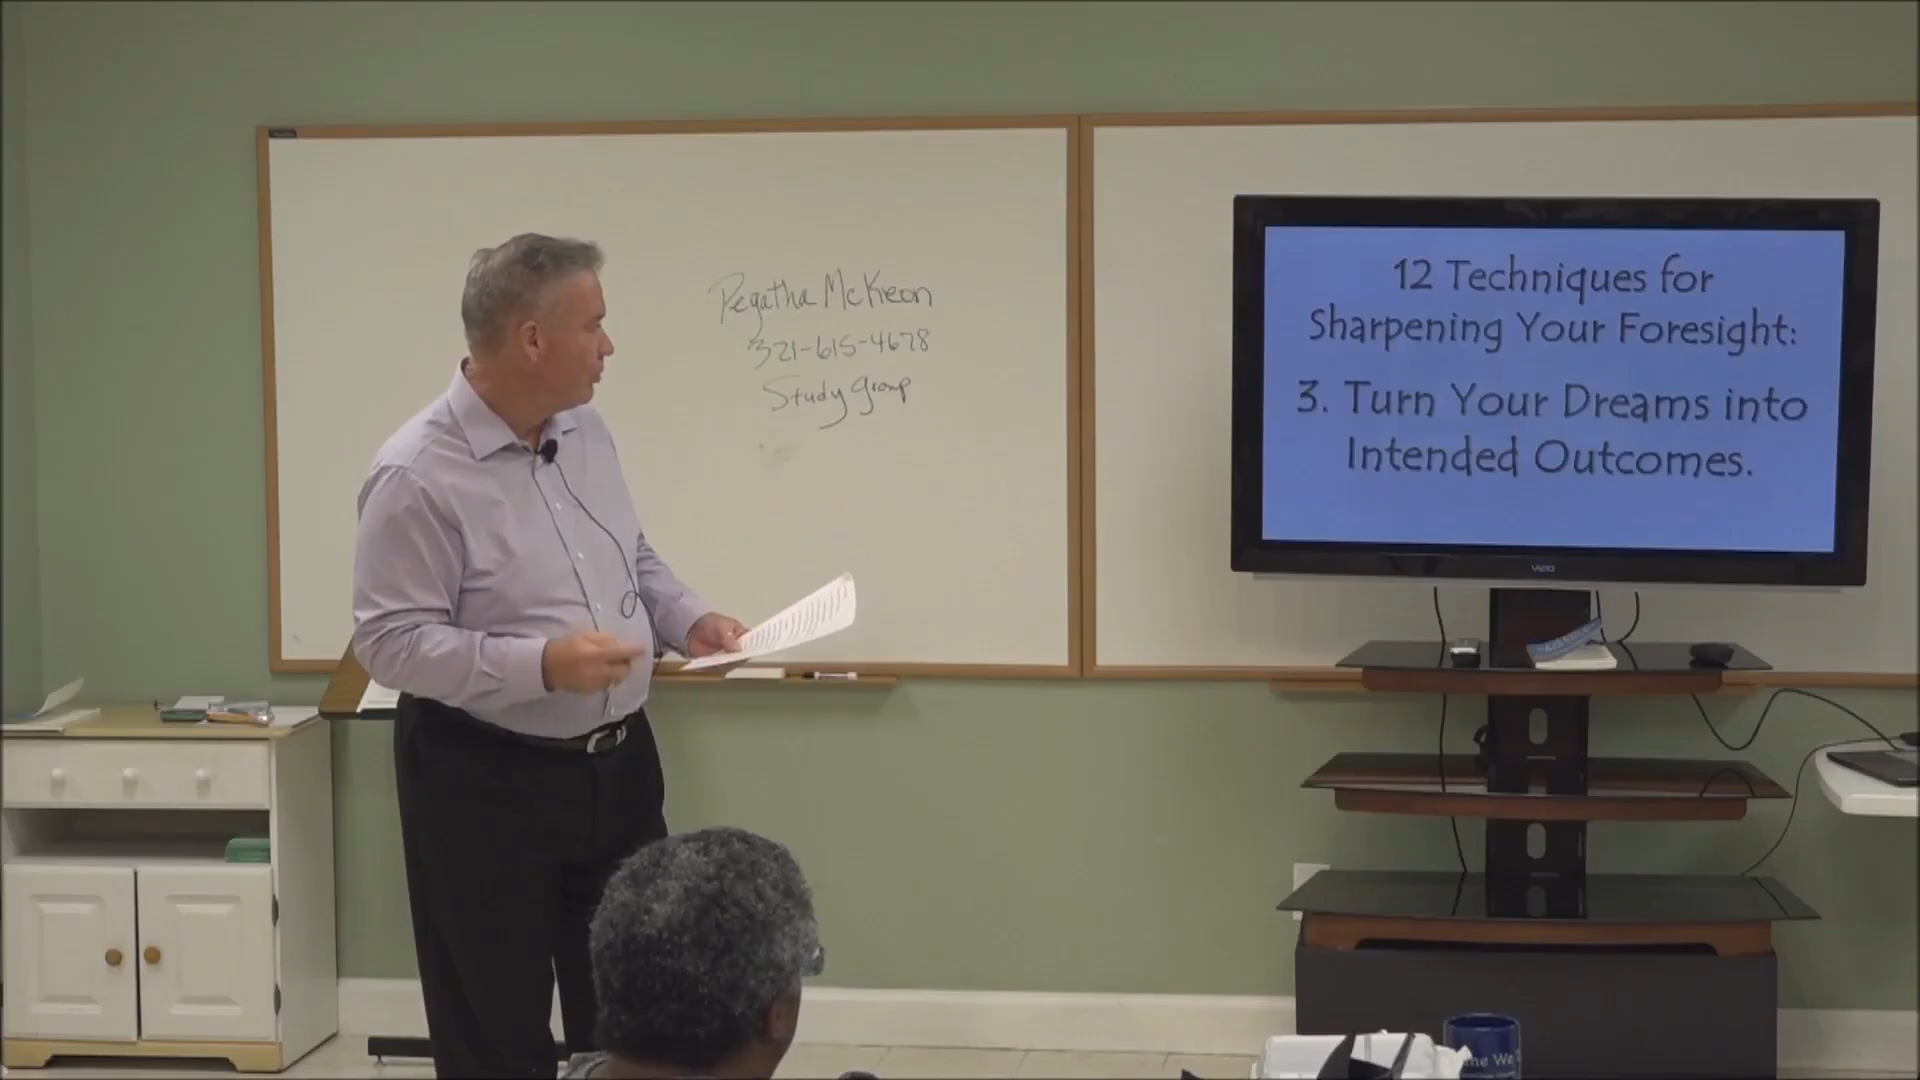 Pegatha McKeon
321-615-4678
Study Group
12 Techniques for
Sharpening Your Foresight:
3. Turn Your Dreams into
Intended Outcomes.
VIZIO